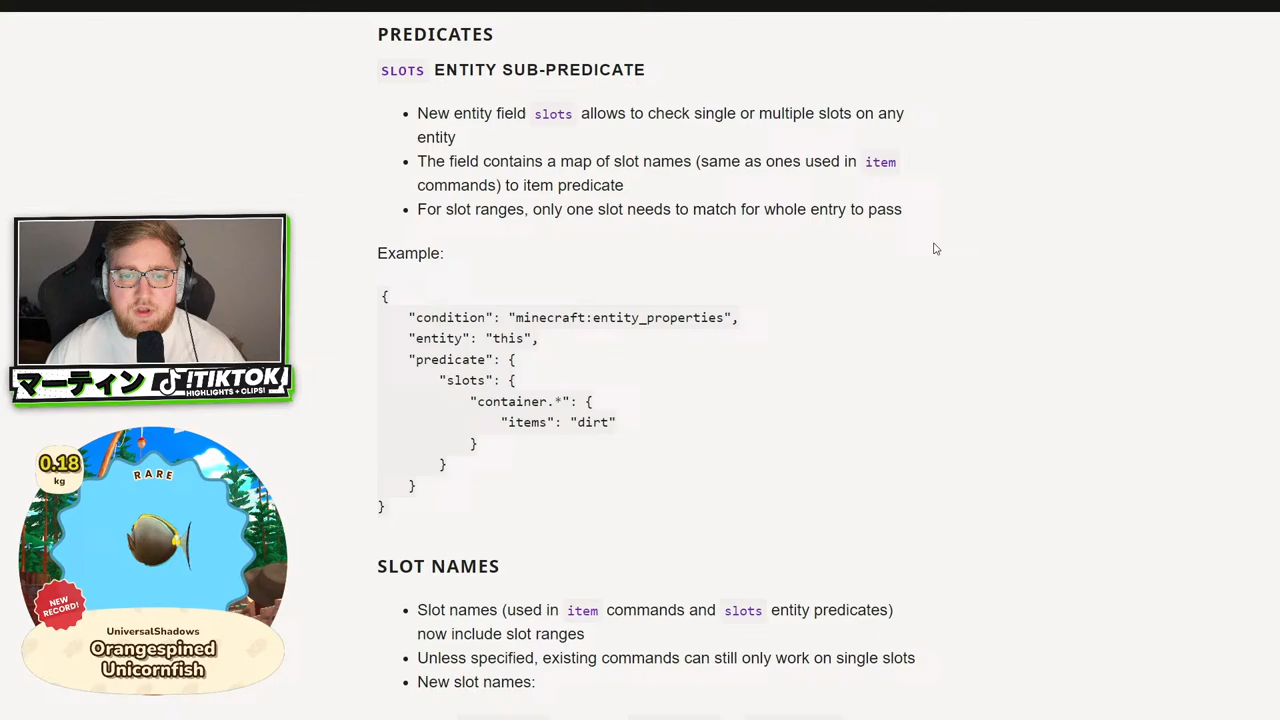 PREDICATES
SLOTS ENTITY SUB-PREDICATE
• New entity field slots allows to check single or multiple slots on any
entity
• The field contains a map of slot names (same as ones used in item
commands) to item predicate
• For slot ranges, only one slot needs to match for whole entry to pass
Example:
{
"condition": "minecraft:entity_properties",
"entity": "this",
"predicate": {
"slots": {
"container.*": {
"items": "dirt"
}
}
}
}
SLOT NAMES
• Slot names (used in item commands and slots entity predicates)
now include slot ranges
• Unless specified, existing commands can still only work on single slots
• New slot names:
マーティン
!TIKTOK
HIGHLIGHTS + CLIPS!
0.18
kg
RARE
NEW
RECORD!
UniversalShadows
Orangespined
Unicornfish